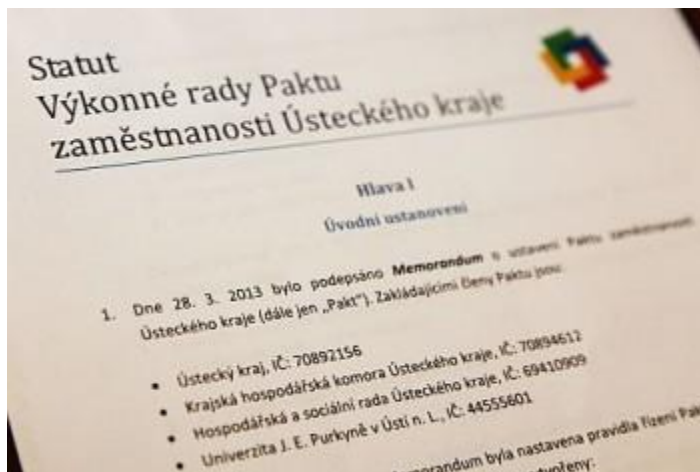 Statut
Výkonné rady Paktu
zaměstnanosti Ústeckého kraje
Hlava I
Úvodní ustanovení
1. Dne 28. 3. 2013 bylo podepsáno Memorandum o ustavení Paktu zaměstnanosti
Ústeckého kraje (dále jen „Pakt"). Zakládajícími členy Paktu jsou:
• Ústecký kraj, IČ: 70892156
• Krajská hospodářská komora Ústeckého kraje, IČ: 70894612
• Hospodářská a sociální rada Ústeckého kraje, IČ: 69410909
• Univerzita J. E. Purkyně v Ústí n. L., IČ: 44555601
morandum byla nastavena pravidla řízení Pak